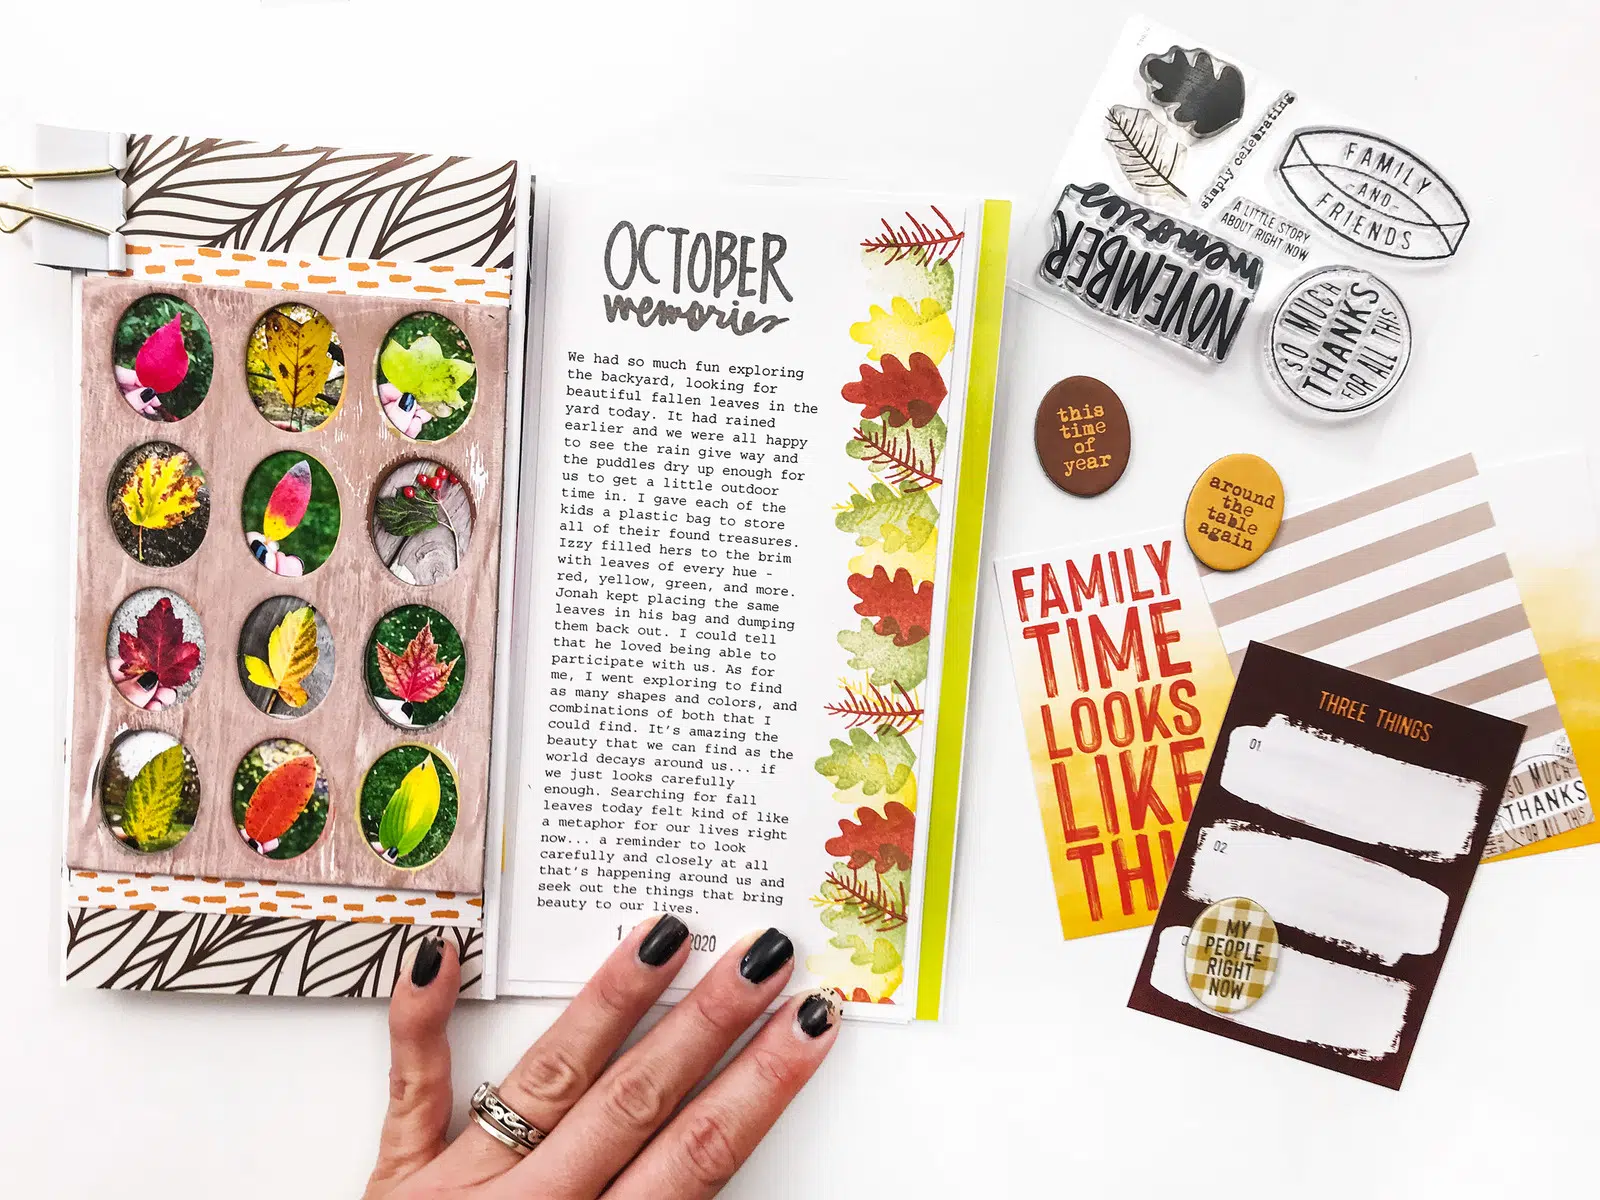 OCTOBER
memories
We had so much fun exploring
the backyard, looking for
beautiful fallen leaves in the
yard today. It had rained
earlier and we were all happy
to see the rain give way and
the puddles dry up enough for
us to get a little outdoor
time in. I gave each of the
kids a plastic bag to store
all of their found treasures.
Izzy filled hers to the brim
with leaves of every hue -
red, yellow, green, and more.
Jonah kept placing the same
leaves in his bag and dumping
them back out. I could tell
that he loved being able to
participate with us. As for
me, I went exploring to find
as many shapes and colors, and
combinations of both that I
could find. It's amazing the
beauty that we can find as the
world decays around us... if
we just looks carefully
enough. Searching for fall
leaves today felt kind of like
a metaphor for our lives right
now... a reminder to look
carefully and closely at all
that's happening around us and
seek out the things that bring
beauty to our lives.
1 2020
simply celebrating
FAMILY
AND
FRIENDS
A LITTLE STORY
ABOUT RIGHT NOW
NOVEMBER
memories
SO MUCH
THANKS
FOR ALL THIS
this
time
of
year
around
the
table
again
FAMILY
TIME
LOOKS
LIKE
THI
THREE THINGS
01
02
MY
PEOPLE
RIGHT
NOW
SO MUCH
THANKS
FOR ALL THIS